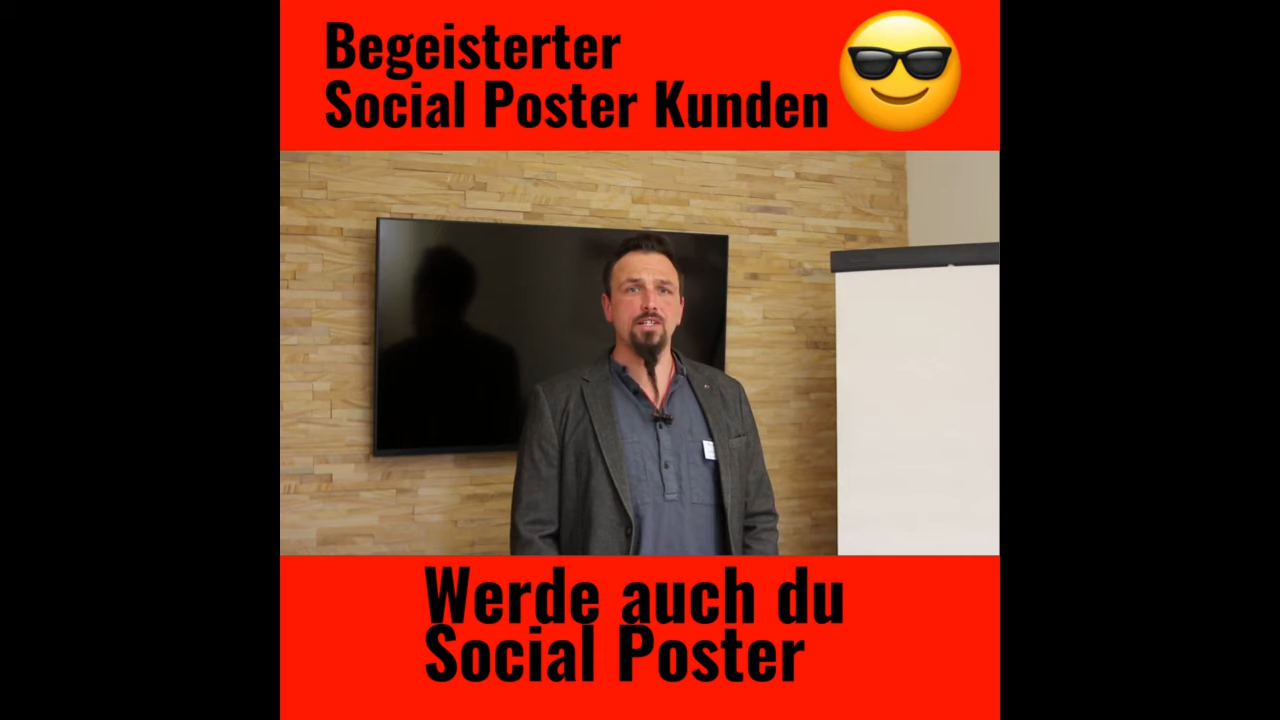 Begeisterter
Social Poster Kunden
Werde auch du
Social Poster